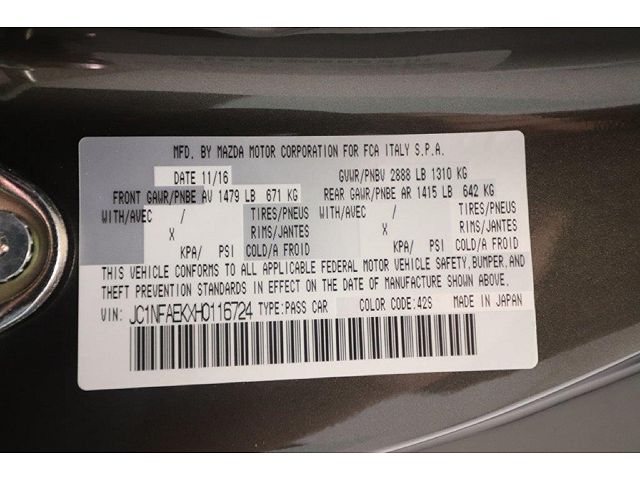 MFD. BY MAZDA MOTOR CORPORATION FOR FCA ITALY S.P.A.
DATE 11/16 GVWR/PNBV 2888 LB 1310 KG
FRONT GAWR/PNBE AV 1479 LB 671 KG REAR GAWR/PNBE AR 1415 LB 642 KG
WITH/AVEC / TIRES/PNEUS WITH/AVEC / TIRES/PNEUS
X RIMS/JANTES X RIMS/JANTES
KPA/ PSI COLD/A FROID KPA/ PSI COLD/A FROID
THIS VEHICLE CONFORMS TO ALL APPLICABLE FEDERAL MOTOR VEHICLE SAFETY, BUMPER, AND
THEFT PREVENTION STANDARDS IN EFFECT ON THE DATE OF MANUFACTURE SHOWN ABOVE.
VIN: JC1NFAEKXH0116724 TYPE:PASS CAR COLOR CODE:42S MADE IN JAPAN